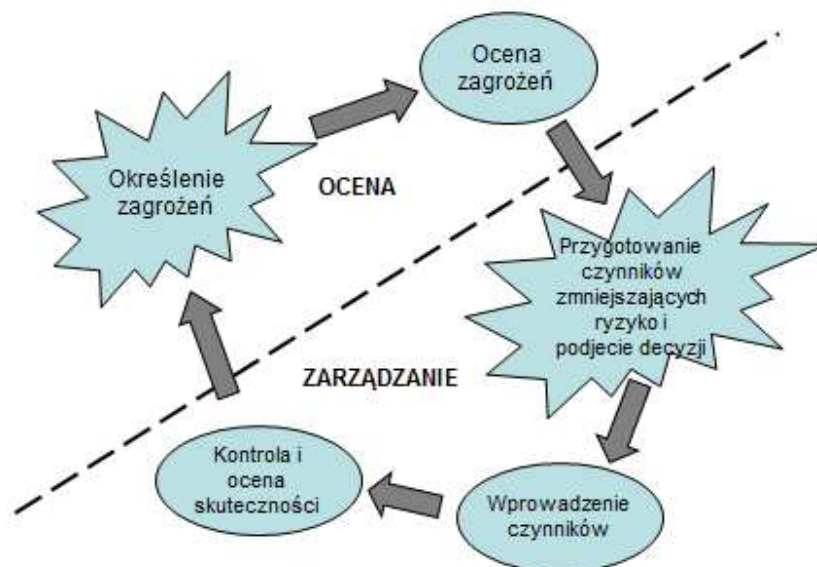 Ocena
zagrożeń
Określenie
zagrożeń
OCENA
Przygotowanie
czynników
zmniejszających
ryzyko i
podjecie decyzji
ZARZĄDZANIE
Kontrola i
ocena
skuteczności
Wprowadzenie
czynników